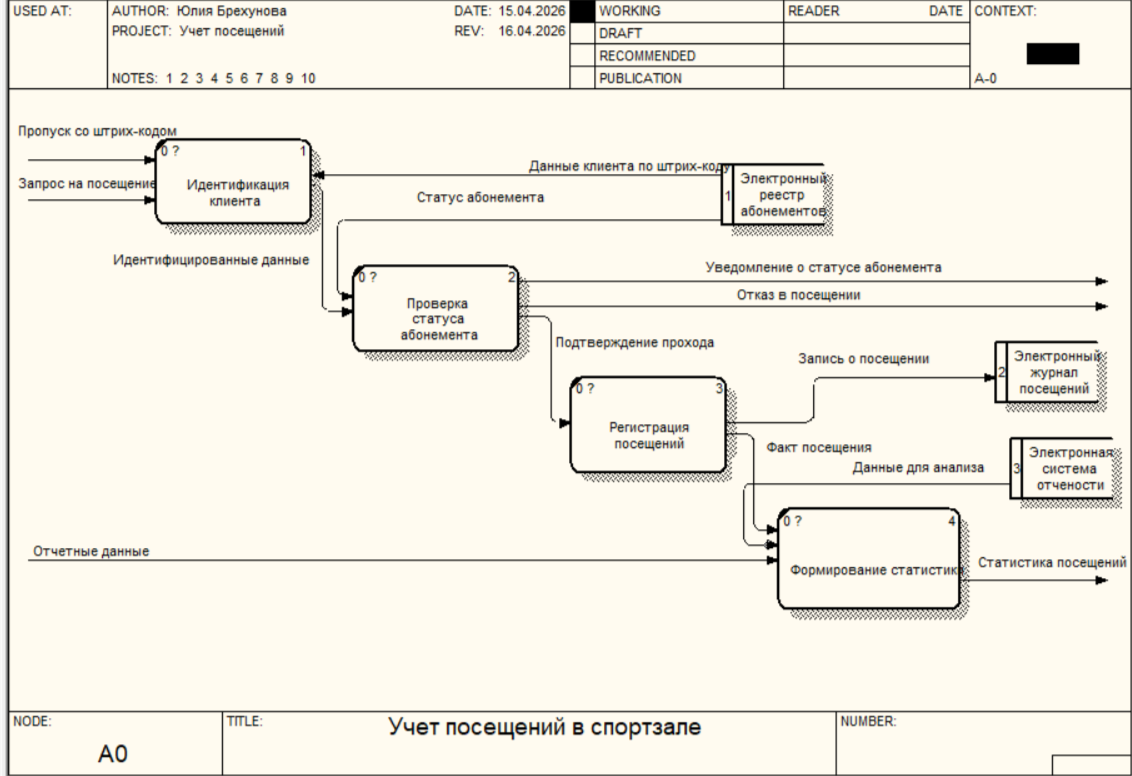 USED AT:
AUTHOR: Юлия Брехунова
DATE: 15.04.2026
WORKING
READER
DATE
CONTEXT:
PROJECT: Учет посещений
REV: 16.04.2026
DRAFT
RECOMMENDED
NOTES: 1 2 3 4 5 6 7 8 9 10
PUBLICATION
A-0
Пропуск со штрих-кодом
0 ?
1
Запрос на посещение
Идентификация
клиента
Данные клиента по штрих-коду
Статус абонемента
1
Электронный
реестр
абонементов
Идентифицированные данные
0 ?
2
Проверка
статуса
абонемента
Уведомление о статусе абонемента
Отказ в посещении
Подтверждение прохода
Запись о посещении
2
Электронный
журнал
посещений
0 ?
3
Регистрация
посещений
Факт посещения
Данные для анализа
3
Электронная
система
отчености
0 ?
4
Отчетные данные
Формирование статистик
Статистика посещений
NODE:
A0
TITLE:
Учет посещений в спортзале
NUMBER: